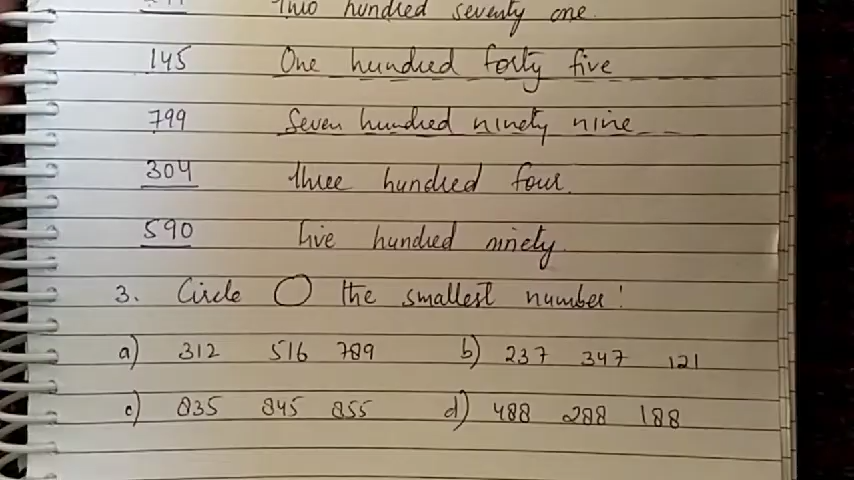 Two hundred seventy one.
145 One hundred forty five
799 Seven hundred ninety nine
304 three hundred four.
590 five hundred ninety.
3. Circle the smallest number!
a) 312 516 789 b) 237 347 121
c) 835 845 855 d) 488 288 188